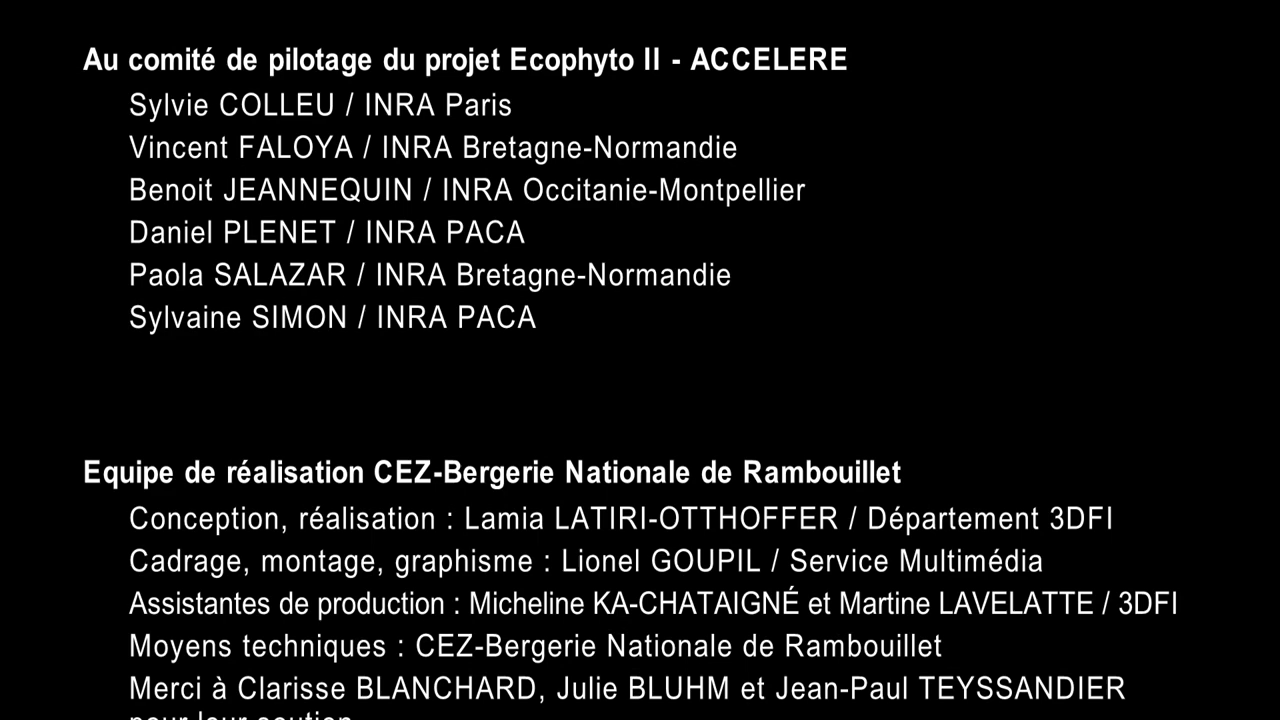 Au comité de pilotage du projet Ecophyto II - ACCELERE
Sylvie COLLEU / INRA Paris
Vincent FALOYA / INRA Bretagne-Normandie
Benoit JEANNEQUIN / INRA Occitanie-Montpellier
Daniel PLENET / INRA PACA
Paola SALAZAR / INRA Bretagne-Normandie
Sylvaine SIMON / INRA PACA
Equipe de réalisation CEZ-Bergerie Nationale de Rambouillet
Conception, réalisation : Lamia LATIRI-OTTHOFFER / Département 3DFI
Cadrage, montage, graphisme : Lionel GOUPIL / Service Multimédia
Assistantes de production : Micheline KA-CHATAIGNÉ et Martine LAVELATTE / 3DFI
Moyens techniques : CEZ-Bergerie Nationale de Rambouillet
Merci à Clarisse BLANCHARD, Julie BLUHM et Jean-Paul TEYSSANDIER
pour leur soutien